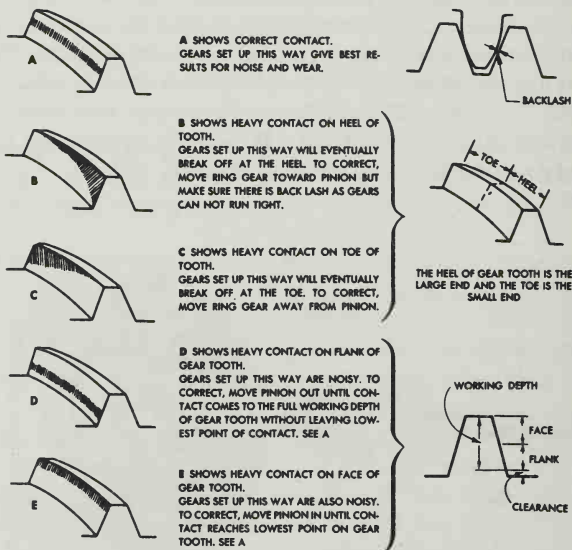 A
A SHOWS CORRECT CONTACT.
GEARS SET UP THIS WAY GIVE BEST RE-
SULTS FOR NOISE AND WEAR.
BACKLASH
B
B SHOWS HEAVY CONTACT ON HEEL OF
TOOTH.
GEARS SET UP THIS WAY WILL EVENTUALLY
BREAK OFF AT THE HEEL. TO CORRECT,
MOVE RING GEAR TOWARD PINION BUT
MAKE SURE THERE IS BACK LASH AS GEARS
CAN NOT RUN TIGHT.
TOE
HEEL
C
C SHOWS HEAVY CONTACT ON TOE OF
TOOTH.
GEARS SET UP THIS WAY WILL EVENTUALLY
BREAK OFF AT THE TOE. TO CORRECT,
MOVE RING GEAR AWAY FROM PINION.
THE HEEL OF GEAR TOOTH IS THE
LARGE END AND THE TOE IS THE
SMALL END
D
D SHOWS HEAVY CONTACT ON FLANK OF
GEAR TOOTH.
GEARS SET UP THIS WAY ARE NOISY. TO
CORRECT, MOVE PINION OUT UNTIL CON-
TACT COMES TO THE FULL WORKING DEPTH
OF GEAR TOOTH WITHOUT LEAVING LOW-
EST POINT OF CONTACT. SEE A
WORKING DEPTH
FACE
FLANK
CLEARANCE
E
E SHOWS HEAVY CONTACT ON FACE OF
GEAR TOOTH.
GEARS SET UP THIS WAY ARE ALSO NOISY.
TO CORRECT, MOVE PINION IN UNTIL CON-
TACT REACHES LOWEST POINT ON GEAR
TOOTH. SEE A